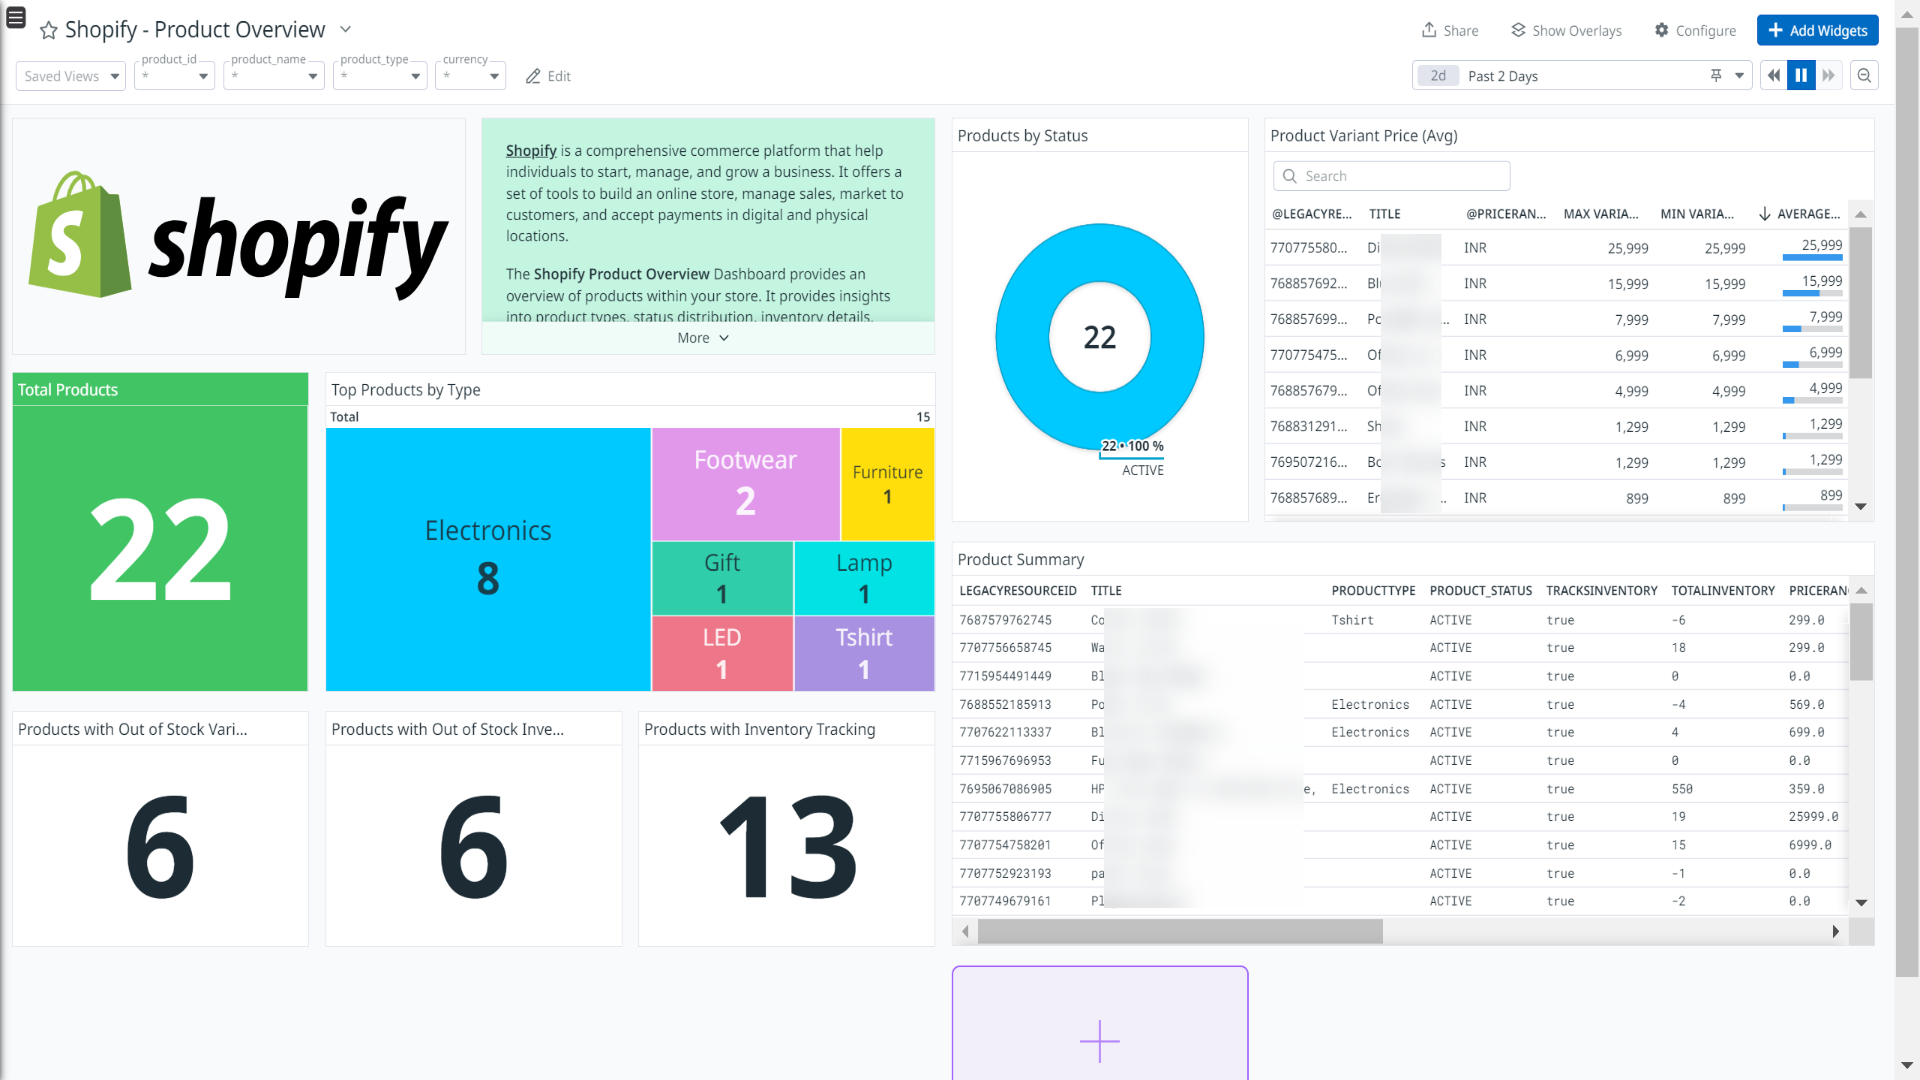 Shopify - Product Overview
Share
Show Overlays
Configure
Add Widgets
Saved Views
product_id
*
product_name
*
product_type
*
currency
*
Edit
2d
Past 2 Days
shopify
Shopify is a comprehensive commerce platform that help
individuals to start, manage, and grow a business. It offers a
set of tools to build an online store, manage sales, market to
customers, and accept payments in digital and physical
locations.
The Shopify Product Overview Dashboard provides an
overview of products within your store. It provides insights
into product types, status distribution, inventory details,
More
Products by Status
22
22 • 100 %
ACTIVE
Product Variant Price (Avg)
Search
@LEGACYRE... TITLE @PRICERAN... MAX VARIA... MIN VARIA... AVERAGE...
770775580... Di INR 25,999 25,999 25,999
768857692... Bl INR 15,999 15,999 15,999
768857699... Po ... INR 7,999 7,999 7,999
770775475... Of INR 6,999 6,999 6,999
768857679... Of INR 4,999 4,999 4,999
768831291... Sh INR 1,299 1,299 1,299
769507216... Bo s INR 1,299 1,299 1,299
768857689... Er ... INR 899 899 899
Total Products
22
Top Products by Type
Total 15
Electronics
8
Footwear
2
Furniture
1
Gift
1
Lamp
1
LED
1
Tshirt
1
Products with Out of Stock Vari...
6
Products with Out of Stock Inve...
6
Products with Inventory Tracking
13
Product Summary
LEGACYRESOURCEID TITLE PRODUCTTYPE PRODUCT_STATUS TRACKSINVENTORY TOTALINVENTORY PRICERAN
7687579762745 Co Tshirt ACTIVE true -6 299.0
7707756658745 Wa ACTIVE true 18 299.0
7715954491449 Bl ACTIVE true 0 0.0
7688552185913 Po Electronics ACTIVE true -4 569.0
7707622113337 Bl Electronics ACTIVE true 4 699.0
7715967696953 Fu ACTIVE true 0 0.0
7695067086905 HP e, Electronics ACTIVE true 550 359.0
7707755806777 Di ACTIVE true 19 25999.0
7707754758201 Of ACTIVE true 15 6999.0
7707752923193 pa ACTIVE true -1 0.0
7707749679161 Pl ACTIVE true -2 0.0